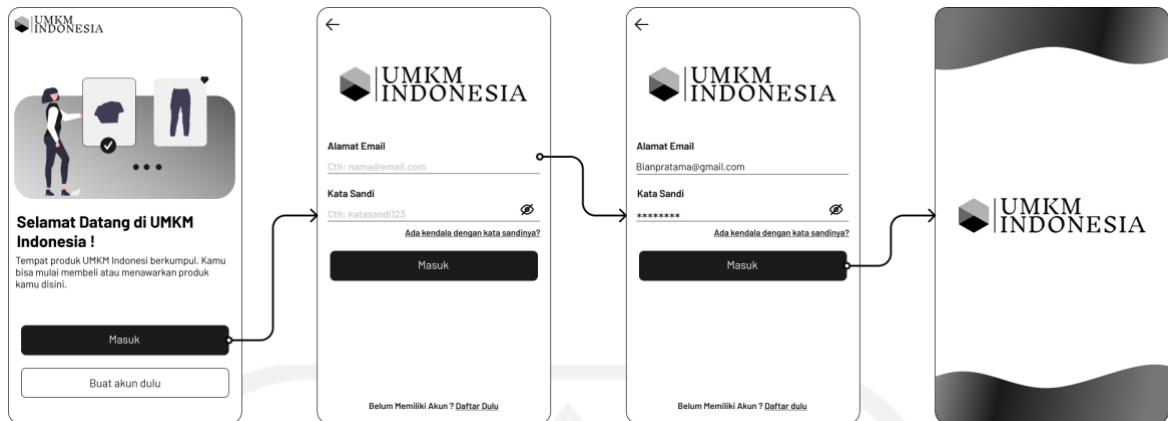 UMKM
INDONESIA
Selamat Datang di UMKM
Indonesia !
Tempat produk UMKM Indonesi berkumpul. Kamu
bisa mulai membeli atau menawarkan produk
kamu disini.
Masuk
Buat akun dulu
UMKM
INDONESIA
Alamat Email
Cth: nama@email.com
Kata Sandi
Cth: katasandi123
Ada kendala dengan kata sandinya?
Masuk
Belum Memiliki Akun ? Daftar Dulu
UMKM
INDONESIA
Alamat Email
Bianpratama@gmail.com
Kata Sandi
********
Ada kendala dengan kata sandinya?
Masuk
Belum Memiliki Akun ? Daftar dulu
UMKM
INDONESIA